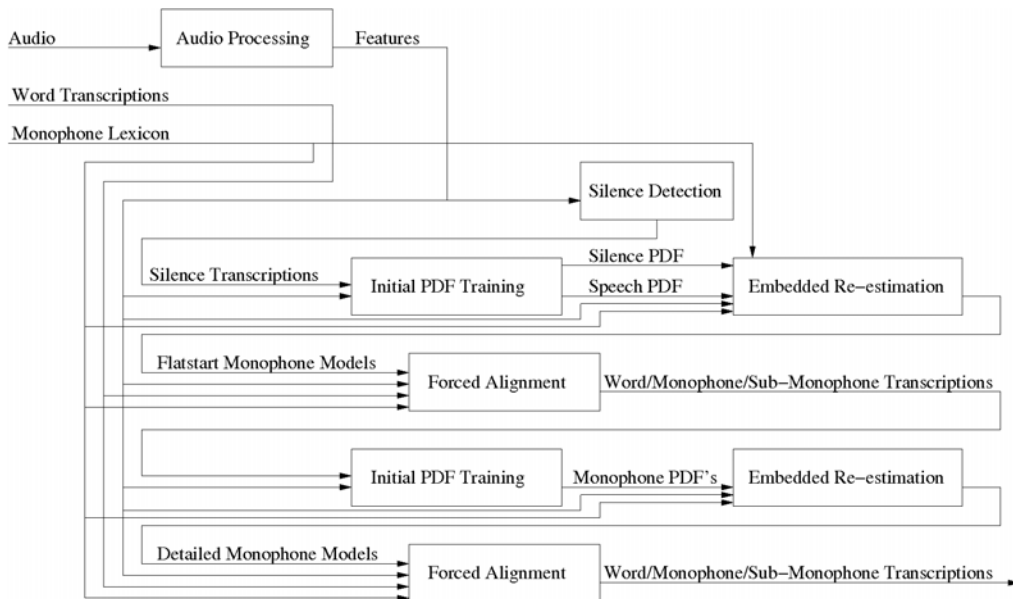 Audio
Audio Processing
Features
Word Transcriptions
Monophone Lexicon
Silence Detection
Silence Transcriptions
Initial PDF Training
Silence PDF
Speech PDF
Embedded Re−estimation
Flatstart Monophone Models
Forced Alignment
Word/Monophone/Sub−Monophone Transcriptions
Initial PDF Training
Monophone PDF's
Embedded Re−estimation
Detailed Monophone Models
Forced Alignment
Word/Monophone/Sub−Monophone Transcriptions